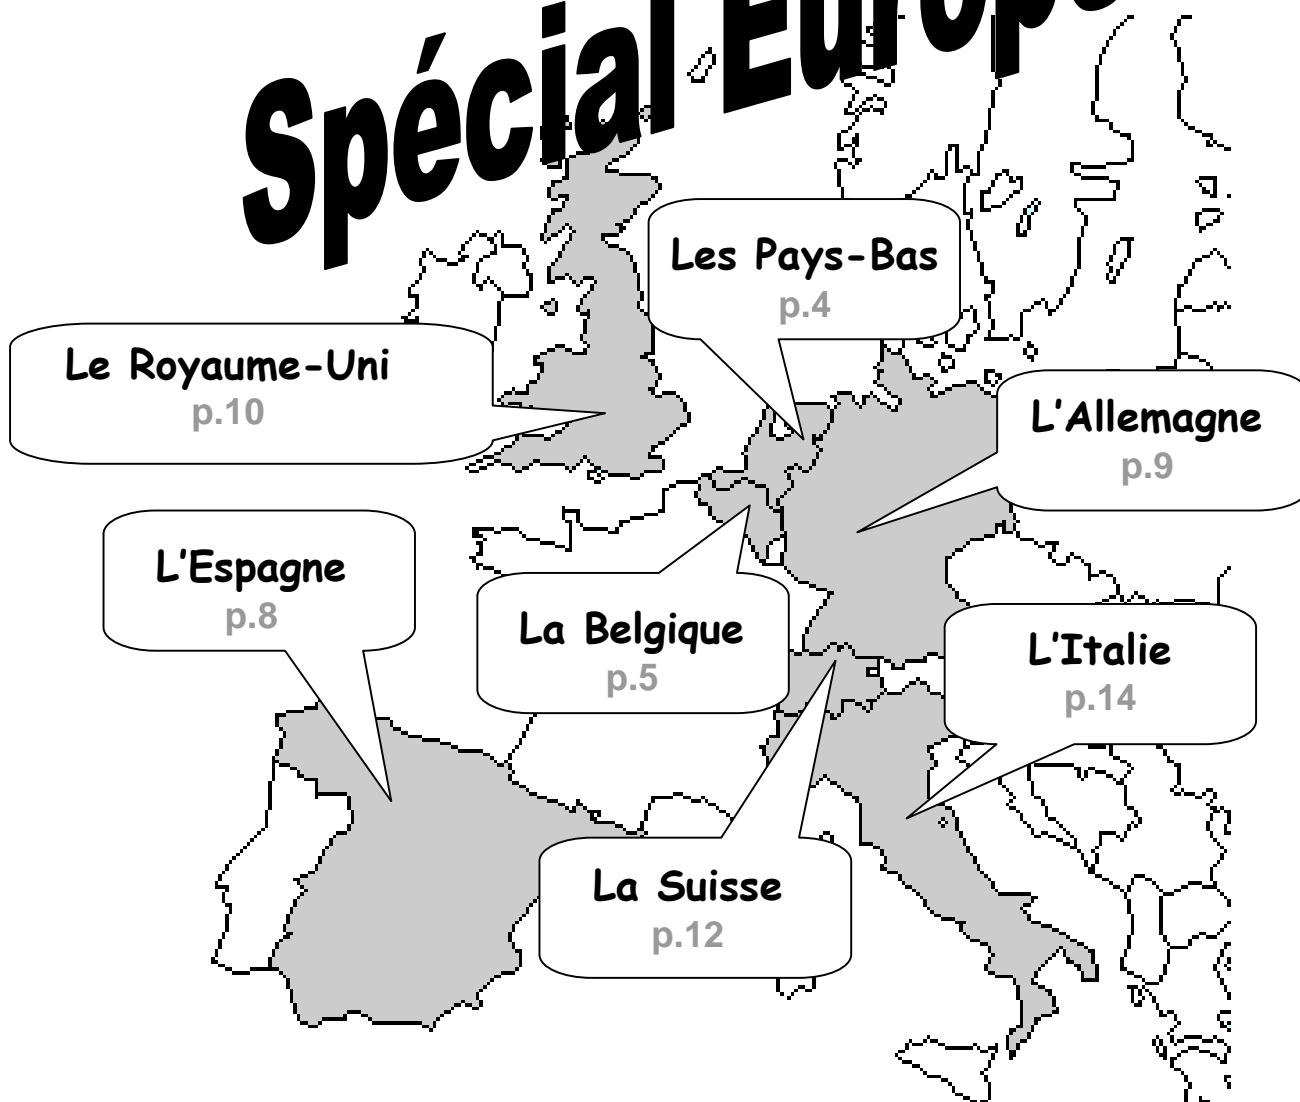 Spécial Europe
Les Pays-Bas
p.4
Le Royaume-Uni
p.10
L'Allemagne
p.9
L'Espagne
p.8
La Belgique
p.5
L'Italie
p.14
La Suisse
p.12